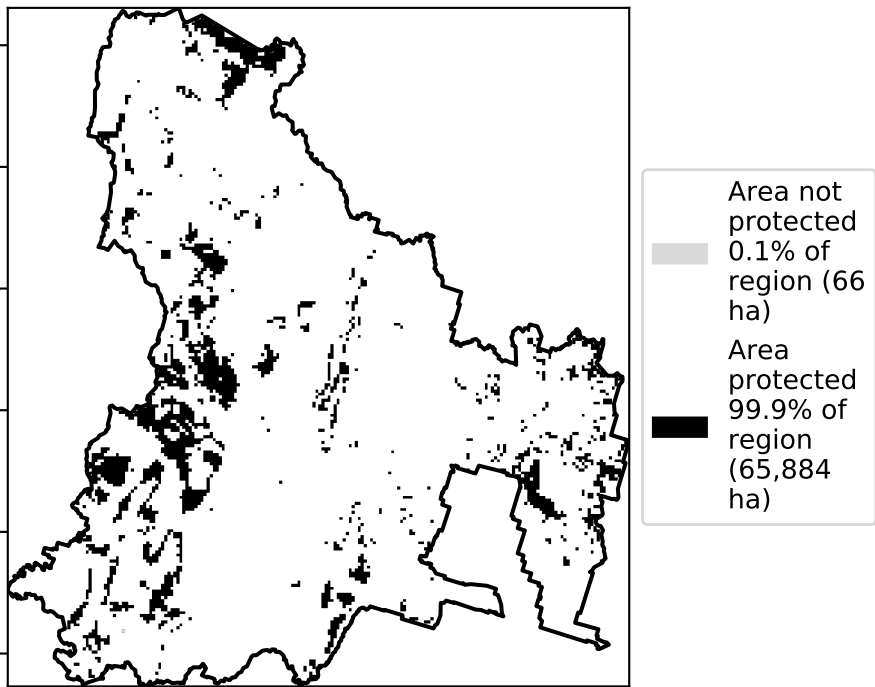 Area not
protected
0.1% of
region (66
ha)
Area
protected
99.9% of
region
(65,884
ha)